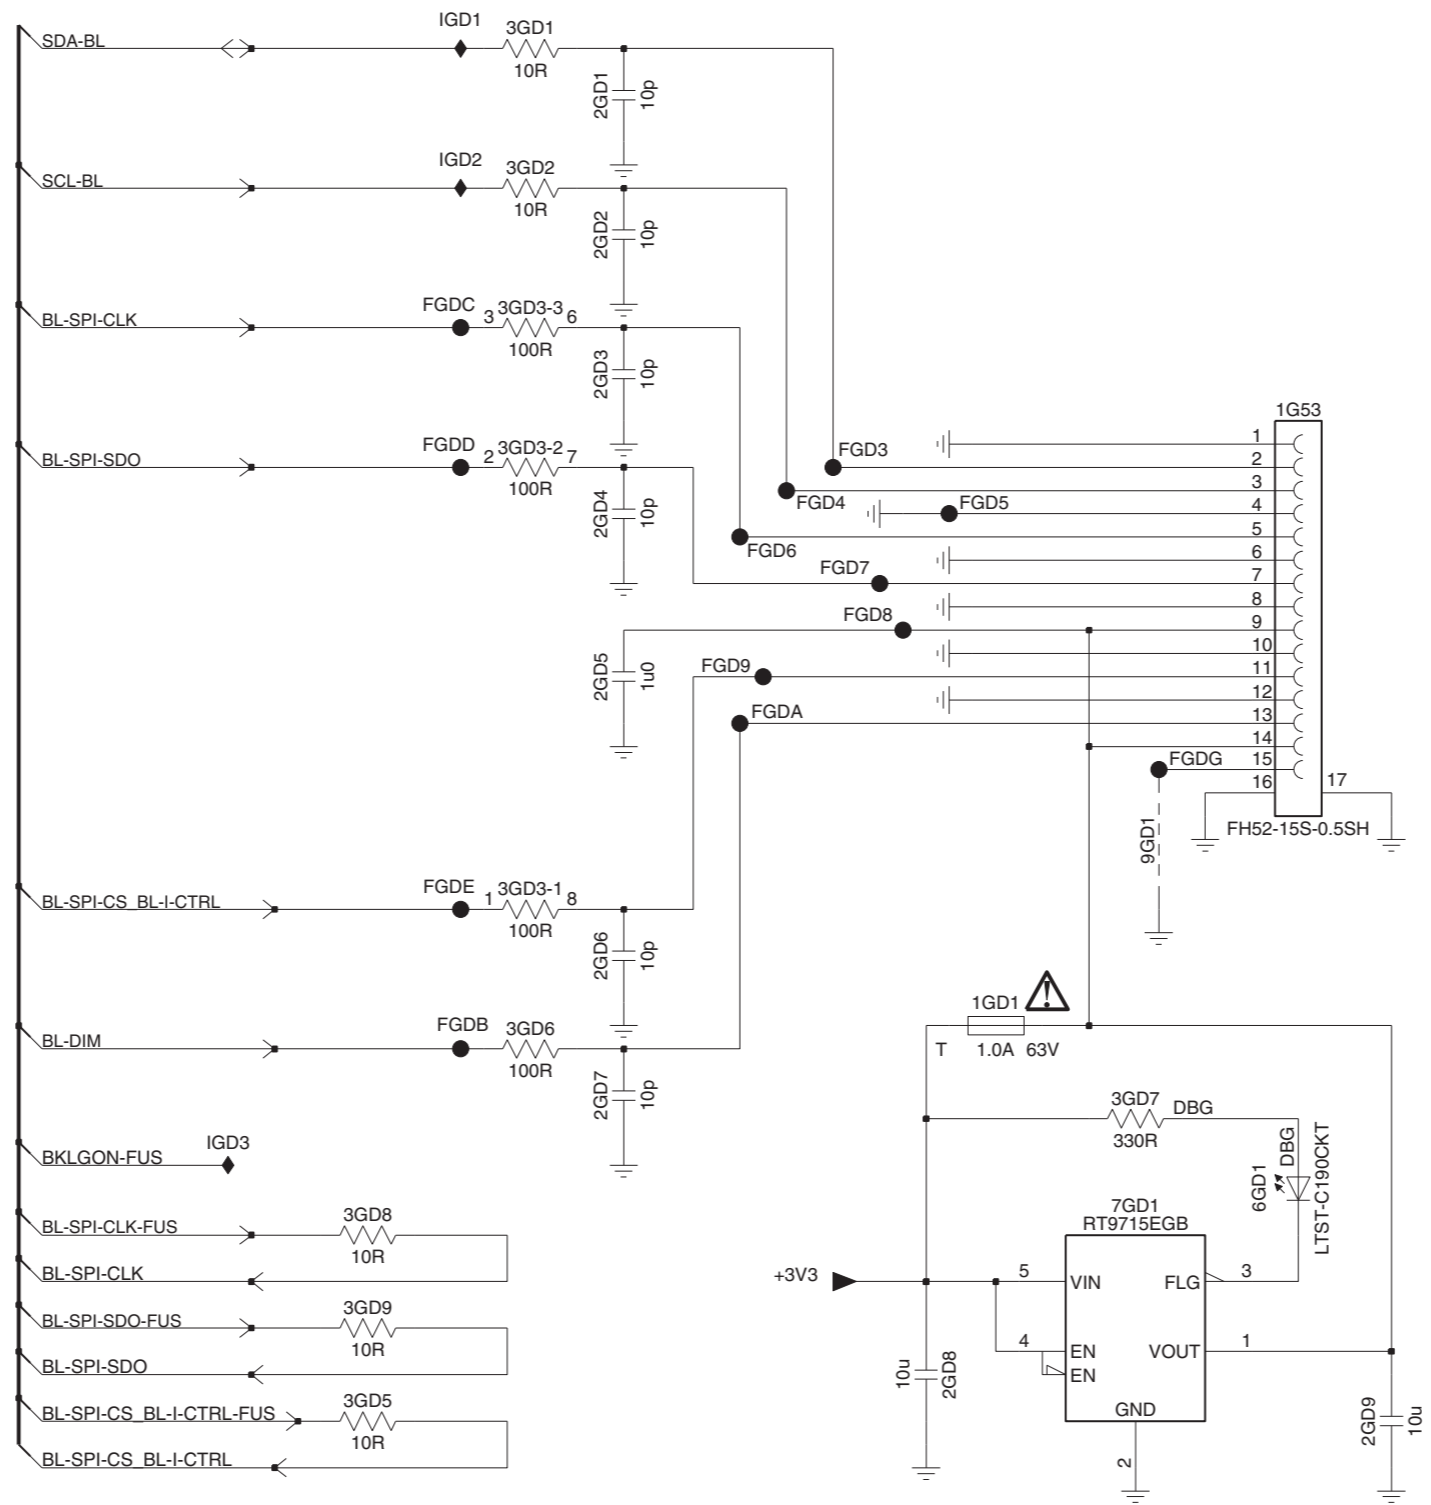 IGD1
3GD1
SDA-BL
10R
2GD1
10p
IGD2
3GD2
SCL-BL
10R
2GD2
10p
FGDC
3
3GD3-3
6
BL-SPI-CLK
100R
2GD3
10p
1G53
FGDD
2
3GD3-2
7
BL-SPI-SDO
100R
2GD4
10p
FGD3
FGD4
FGD5
FGD6
FGD7
FGD8
1
2
3
4
5
6
7
8
9
10
11
12
13
14
15
16
17
2GD5
1u0
FGD9
FGDA
FGDG
FH52-15S-0.5SH
9GD1
FGDE
1
3GD3-1
8
BL-SPI-CS_BL-I-CTRL
100R
2GD6
10p
FGDB
3GD6
BL-DIM
100R
2GD7
10p
1GD1
T 1.0A 63V
3GD7
DBG
330R
DBG
6GD1
LTST-C190CKT
IGD3
BKLGON-FUS
BL-SPI-CLK-FUS
3GD8
10R
BL-SPI-CLK
BL-SPI-SDO-FUS
3GD9
10R
BL-SPI-SDO
BL-SPI-CS_BL-I-CTRL-FUS
3GD5
10R
BL-SPI-CS_BL-I-CTRL
7GD1
RT9715EGB
+3V3
5
VIN
FLG
3
4
EN
VOUT
1
EN
GND
2
10u
2GD8
2GD9
10u